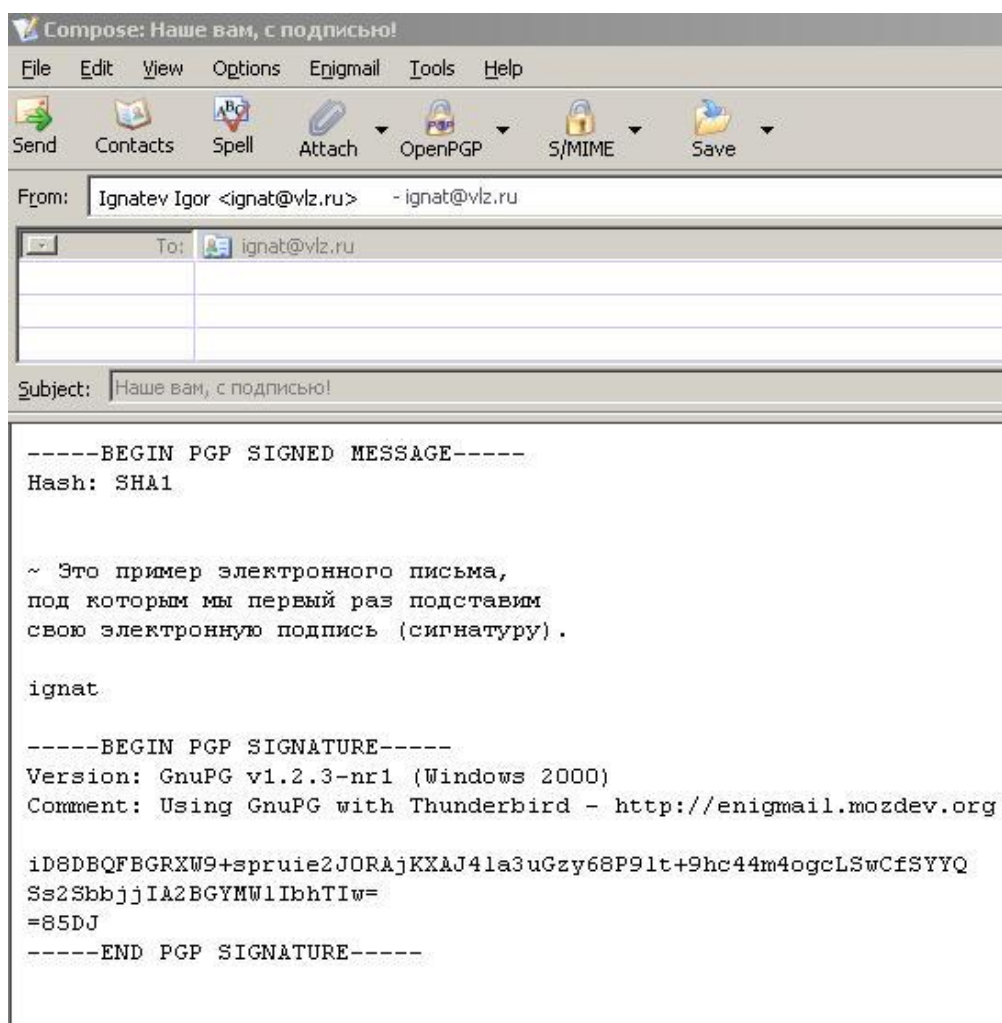 Compose: Наше вам, с подписью!
File Edit View Options Enigmail Tools Help
Send Contacts Spell Attach OpenPGP S/MIME Save
From: Ignatev Igor <ignat@vlz.ru> - ignat@vlz.ru
To: ignat@vlz.ru
Subject: Наше вам, с подписью!
-----BEGIN PGP SIGNED MESSAGE-----
Hash: SHA1
~ Это пример электронного письма,
под которым мы первый раз подставим
свою электронную подпись (сигнатуру).
ignat
-----BEGIN PGP SIGNATURE-----
Version: GnuPG v1.2.3-nr1 (Windows 2000)
Comment: Using GnuPG with Thunderbird - http://enigmail.mozdev.org
iD8DBQFBGRXW9+spruie2JORAjKXAJ4la3uGzy68P9lt+9hc44m4ogcLSwCfSYYQ
Ss2SbbjjIA2BGYMWlIbhTIw=
=85DJ
-----END PGP SIGNATURE-----